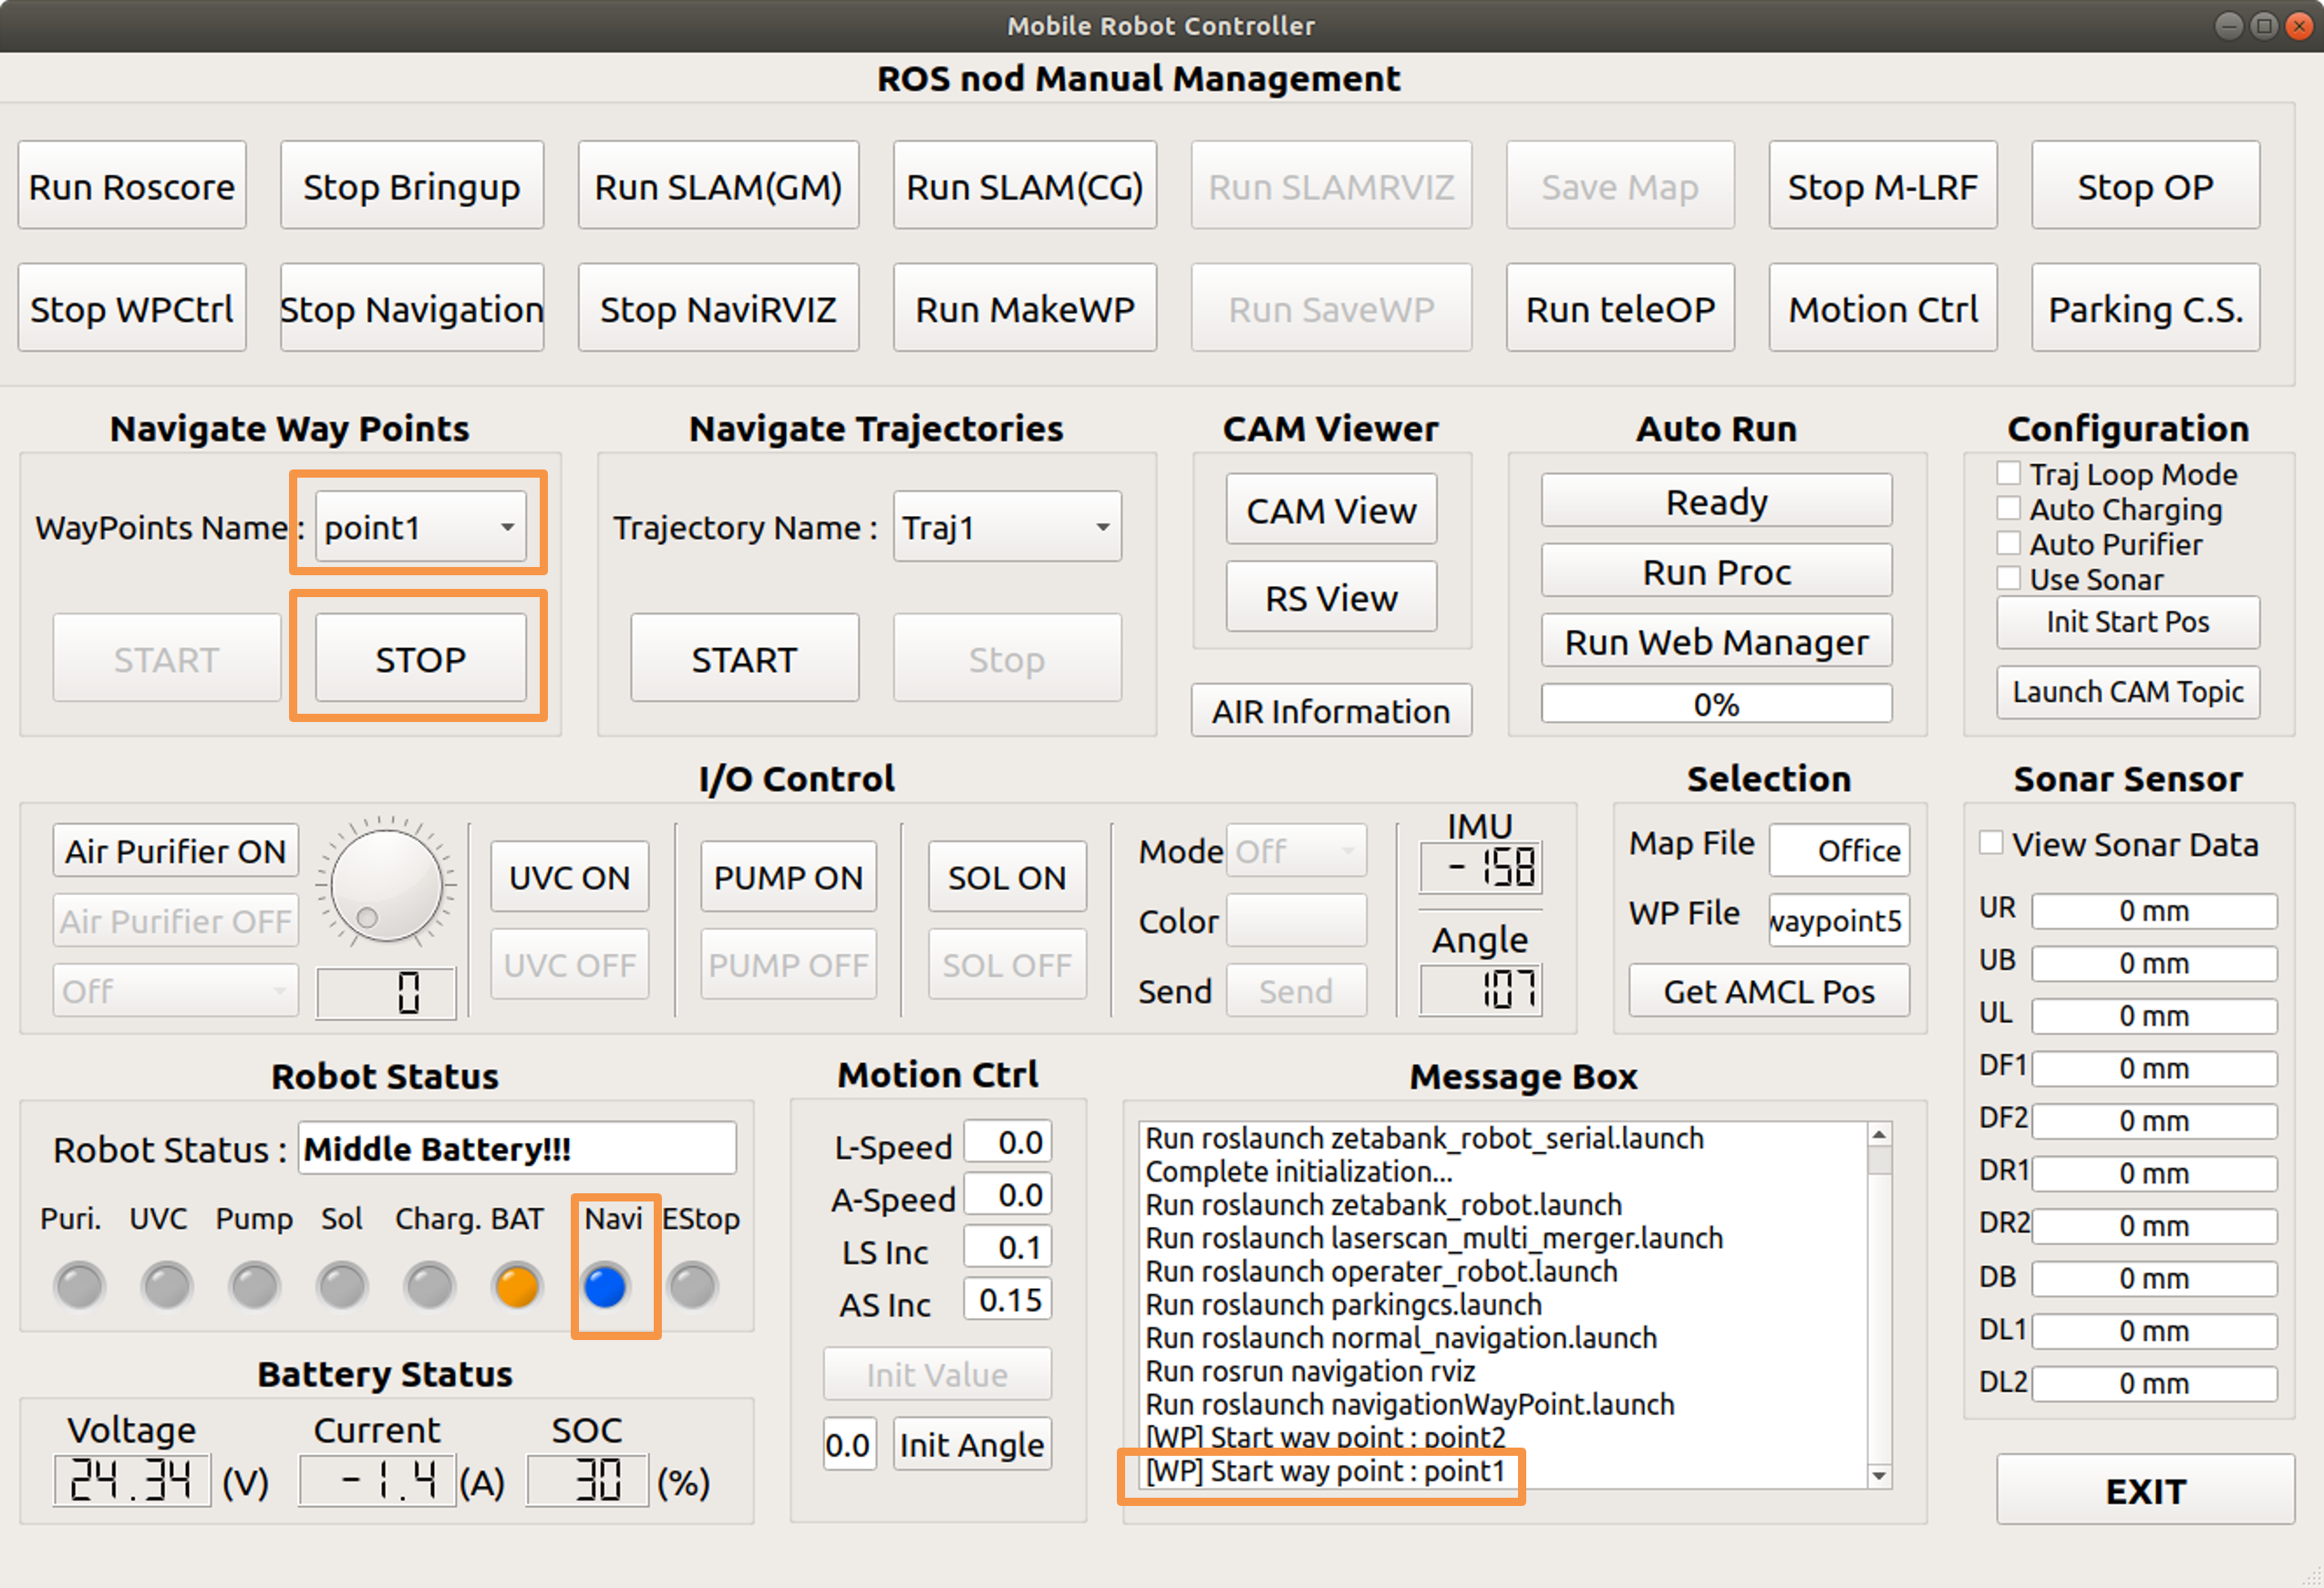 Mobile Robot Controller
ROS nod Manual Management
Run Roscore
Stop Bringup
Run SLAM(GM)
Run SLAM(CG)
Run SLAMRVIZ
Save Map
Stop M-LRF
Stop OP
Stop WPCtrl
Stop Navigation
Stop NaviRVIZ
Run MakeWP
Run SaveWP
Run teleOP
Motion Ctrl
Parking C.S.
Navigate Way Points
WayPoints Name :
point1
START
STOP
Navigate Trajectories
Trajectory Name :
Traj1
START
Stop
CAM Viewer
CAM View
RS View
AIR Information
Auto Run
Ready
Run Proc
Run Web Manager
0%
Configuration
Traj Loop Mode
Auto Charging
Auto Purifier
Use Sonar
Init Start Pos
Launch CAM Topic
I/O Control
Air Purifier ON
Air Purifier OFF
Off
0
UVC ON
UVC OFF
PUMP ON
PUMP OFF
SOL ON
SOL OFF
Mode
Off
Color
Send
Send
IMU
-158
Angle
107
Selection
Map File
Office
WP File
waypoint5
Get AMCL Pos
Sonar Sensor
View Sonar Data
UR 0 mm
UB 0 mm
UL 0 mm
DF1 0 mm
DF2 0 mm
DR1 0 mm
DR2 0 mm
DB 0 mm
DL1 0 mm
DL2 0 mm
Robot Status
Robot Status : Middle Battery!!!
Puri. UVC Pump Sol Charg. BAT Navi EStop
Battery Status
Voltage Current SOC
24.34 (V) -1.4 (A) 30 (%)
Motion Ctrl
L-Speed 0.0
A-Speed 0.0
LS Inc 0.1
AS Inc 0.15
Init Value
0.0 Init Angle
Message Box
Run roslaunch zetabank_robot_serial.launch
Complete initialization...
Run roslaunch zetabank_robot.launch
Run roslaunch laserscan_multi_merger.launch
Run roslaunch operater_robot.launch
Run roslaunch parkingcs.launch
Run roslaunch normal_navigation.launch
Run rosrun navigation rviz
Run roslaunch navigationWayPoint.launch
[WP] Start way point : point2
[WP] Start way point : point1
EXIT